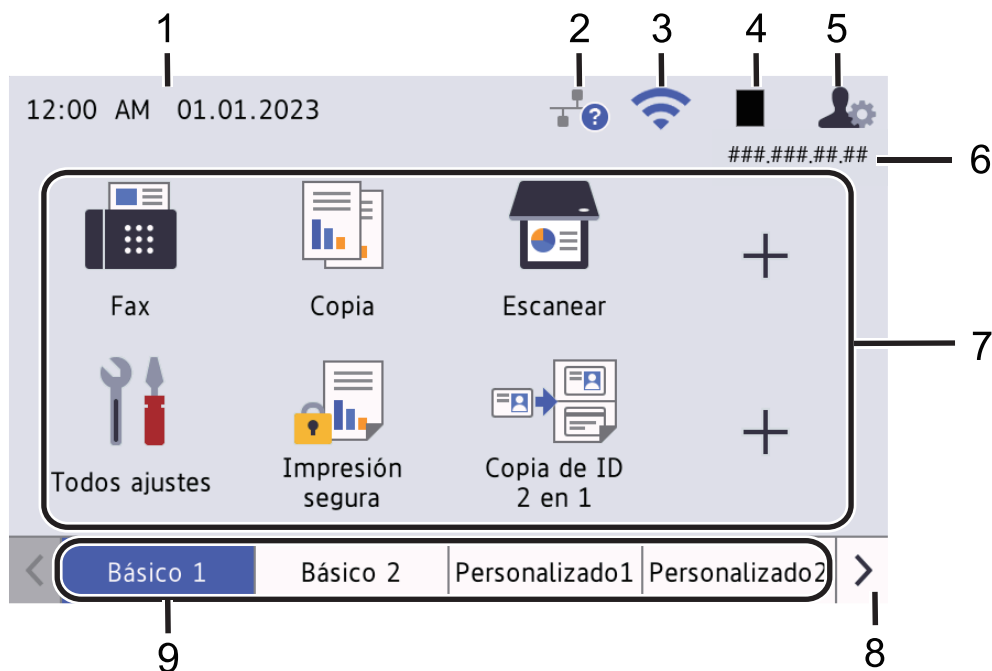 1 2 3 4 5
12:00 AM 01.01.2023
?
###.###.##.## 6
Fax Copia Escanear
7
Todos ajustes Impresión segura Copia de ID 2 en 1
Básico 1 Básico 2 Personalizado1 Personalizado2
9 8